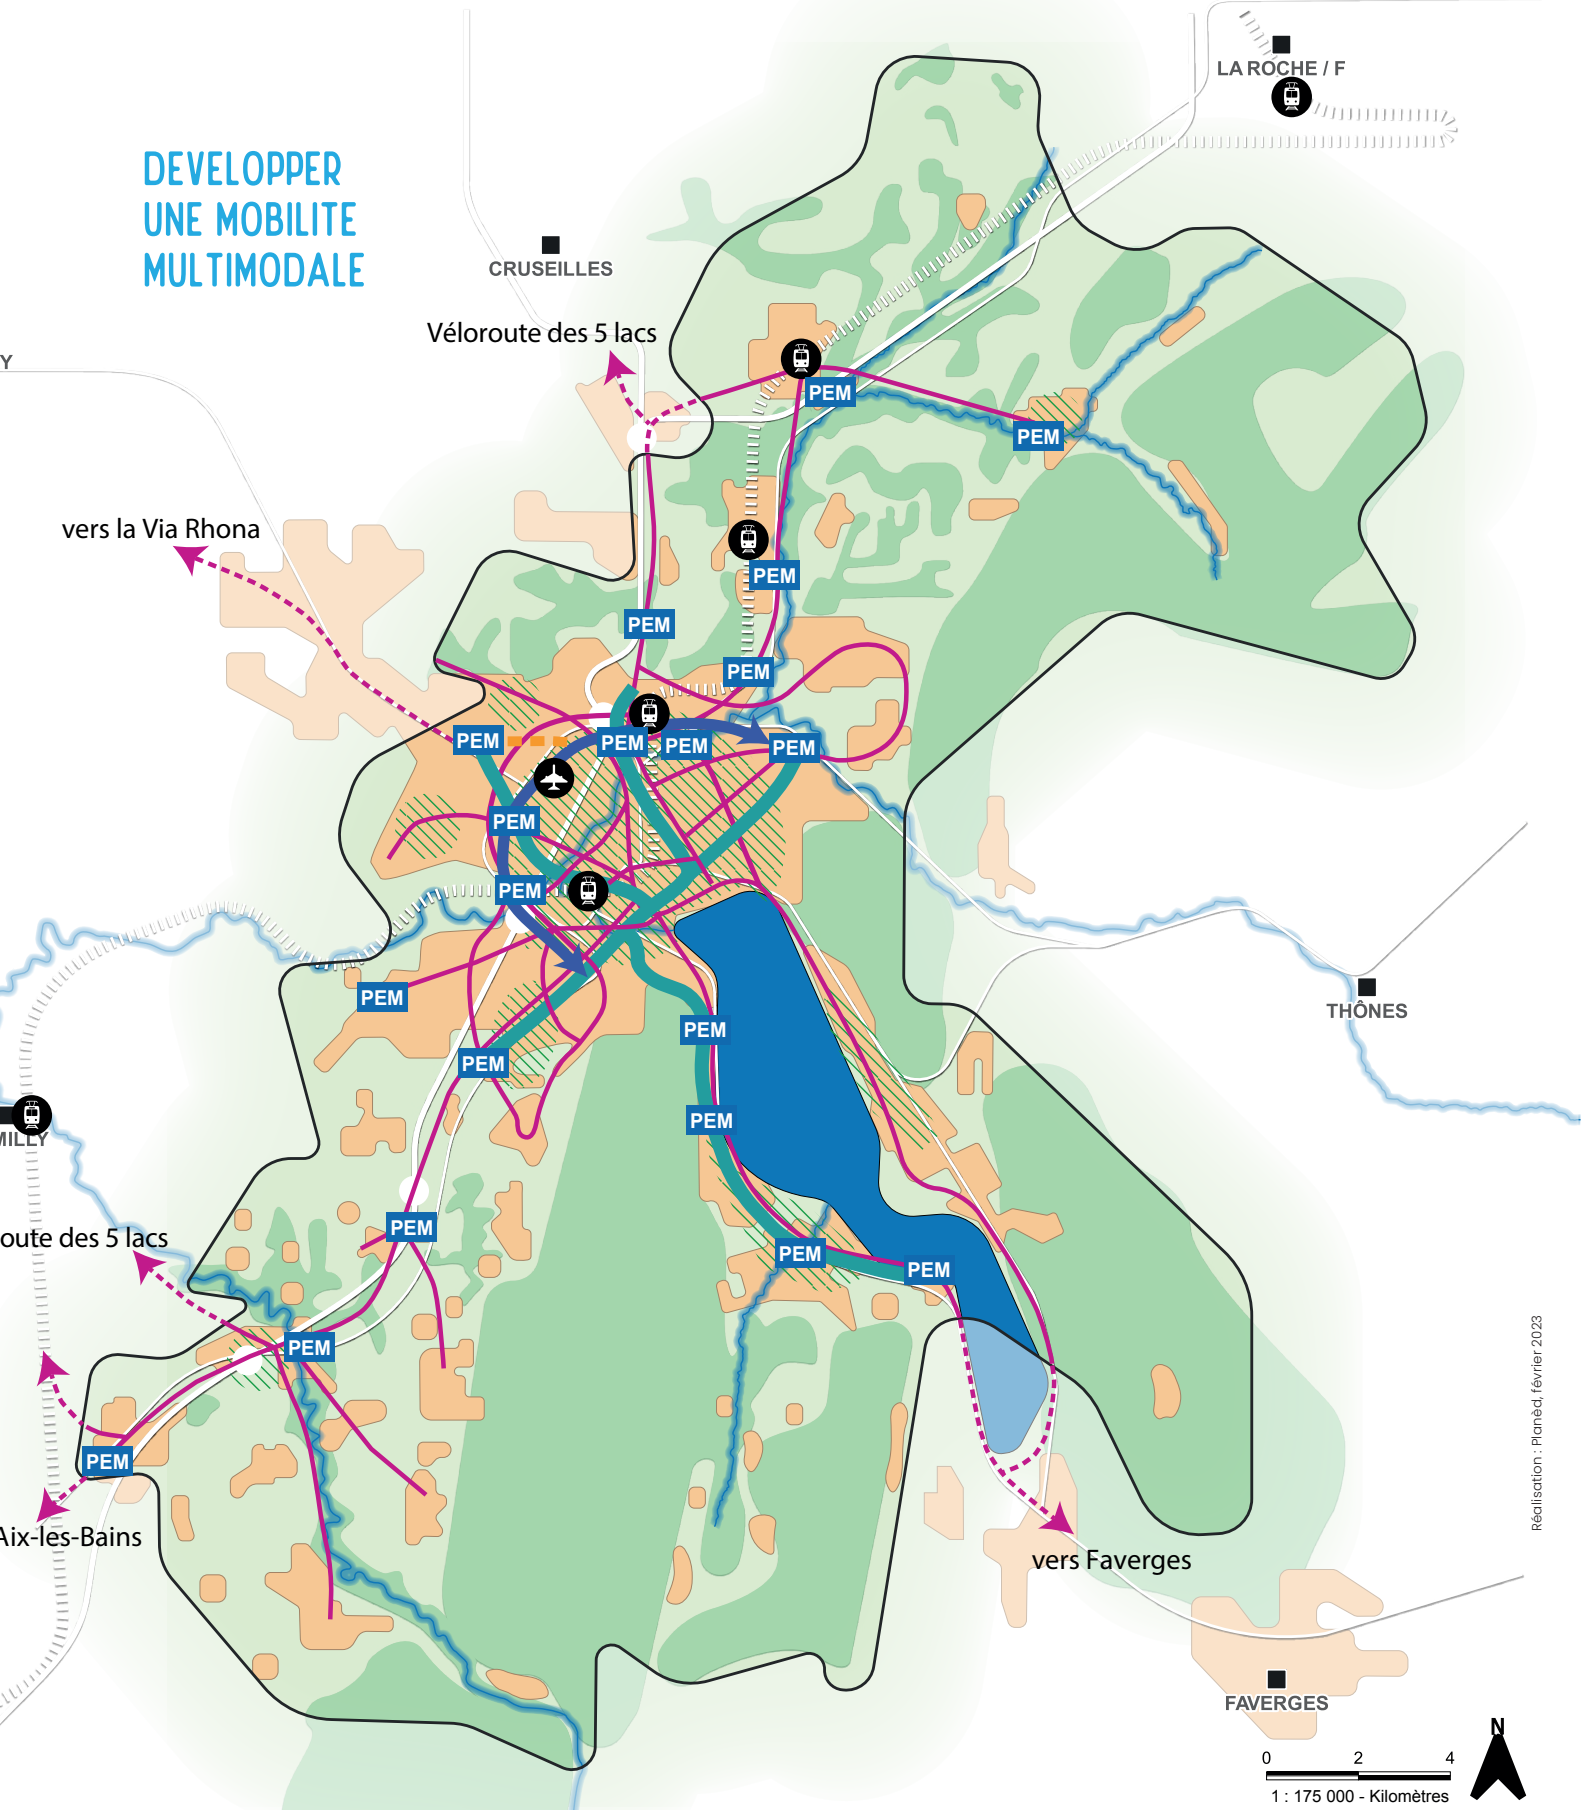 LA ROCHE / F
DEVELOPPER
UNE MOBILITE
MULTIMODALE
CRUSEILLES
Véloroute des 5 lacs
Y
PEM
PEM
vers la Via Rhona
PEM
PEM
PEM
PEM
PEM
PEM
PEM
PEM
PEM
PEM
THÔNES
PEM
PEM
PEM
MILLY
route des 5 lacs
PEM
PEM
PEM
PEM
PEM
Aix-les-Bains
vers Faverges
Réalisation : Planèd, février 2023
FAVERGES
N
0 2 4
1 : 175 000 - Kilomètres